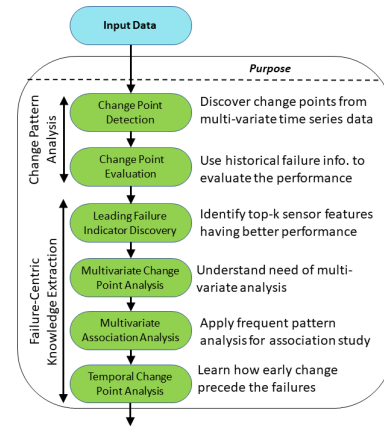 Input Data
Purpose
Change Pattern
Analysis
Change Point
Detection
Discover change points from
multi-variate time series data
Change Point
Evaluation
Use historical failure info. to
evaluate the performance
Failure-Centric
Knowledge Extraction
Leading Failure
Indicator Discovery
Identify top-k sensor features
having better performance
Multivariate Change
Point Analysis
Understand need of multi-
variate analysis
Multivariate
Association Analysis
Apply frequent pattern
analysis for association study
Temporal Change
Point Analysis
Learn how early change
precede the failures